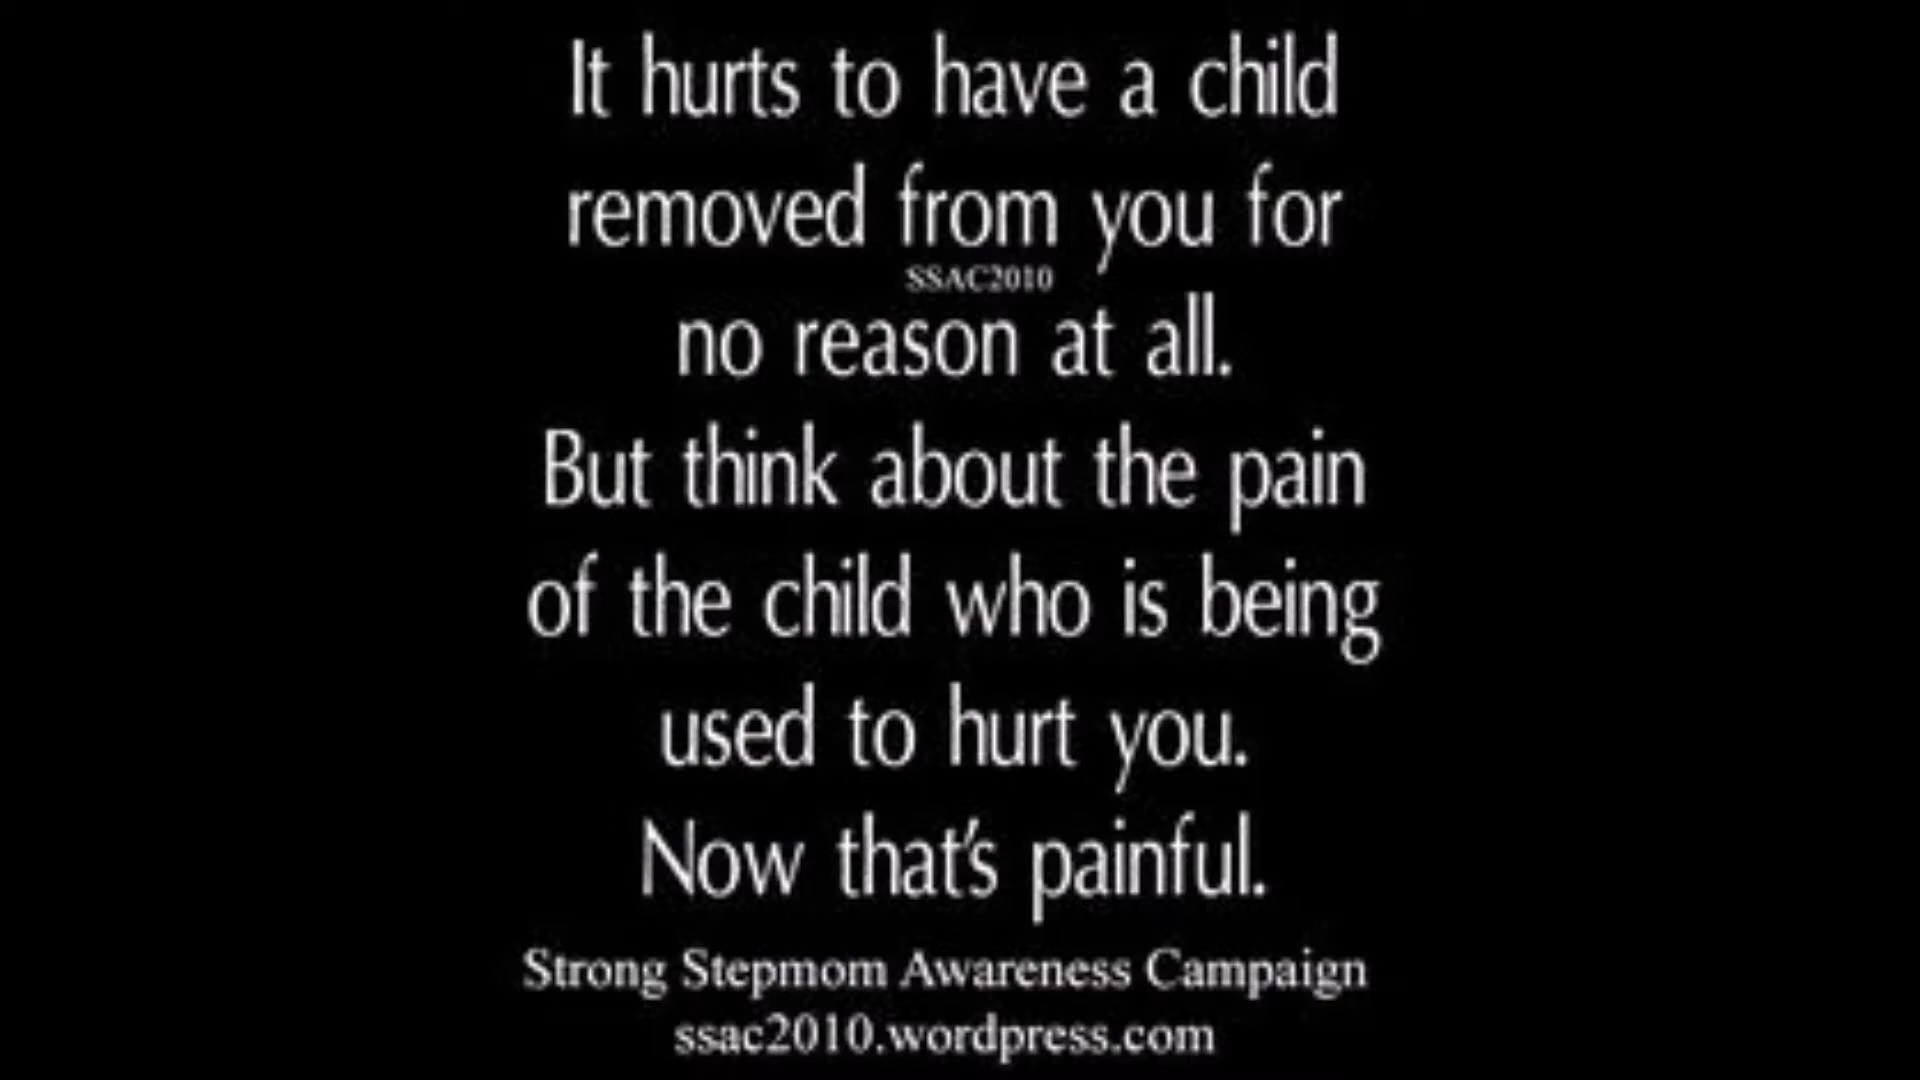 It hurts to have a child
removed from you for
SSAC2010
no reason at all.
But think about the pain
of the child who is being
used to hurt you.
Now that's painful.
Strong Stepmom Awareness Campaign
ssac2010.wordpress.com